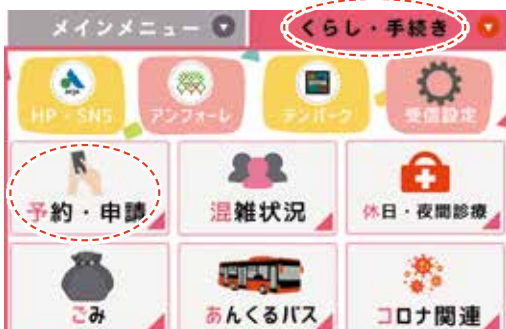 メインメニュー くらし・手続き
HP・SNS アンフォーレ デンパーク 受信設定
予約・申請 混雑状況 休日・夜間診療
ごみ あんくるバス コロナ関連